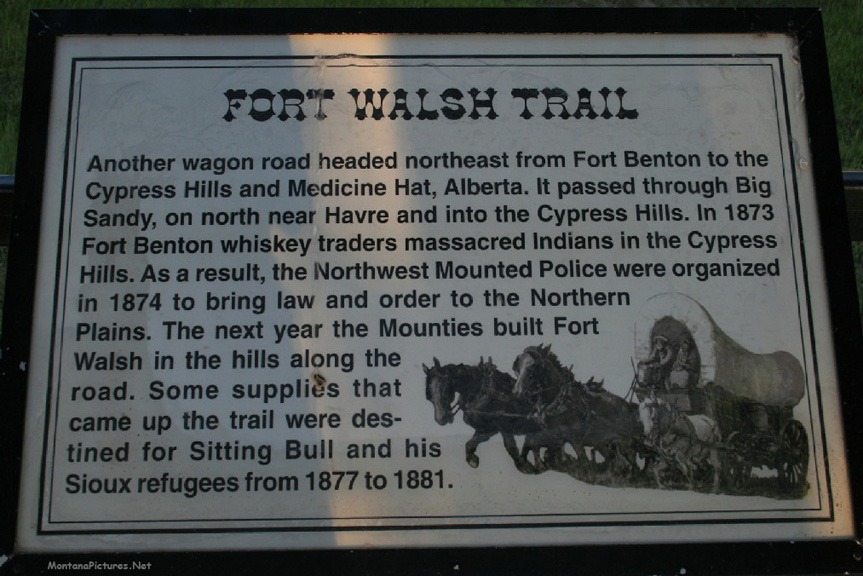 FORT WALSH TRAIL
Another wagon road headed northeast from Fort Benton to the
Cypress Hills and Medicine Hat, Alberta. It passed through Big
Sandy, on north near Havre and into the Cypress Hills. In 1873
Fort Benton whiskey traders massacred Indians in the Cypress
Hills. As a result, the Northwest Mounted Police were organized
in 1874 to bring law and order to the Northern
Plains. The next year the Mounties built Fort
Walsh in the hills along the
road. Some supplies that
came up the trail were des-
tined for Sitting Bull and his
Sioux refugees from 1877 to 1881.
MontanaPictures.Net